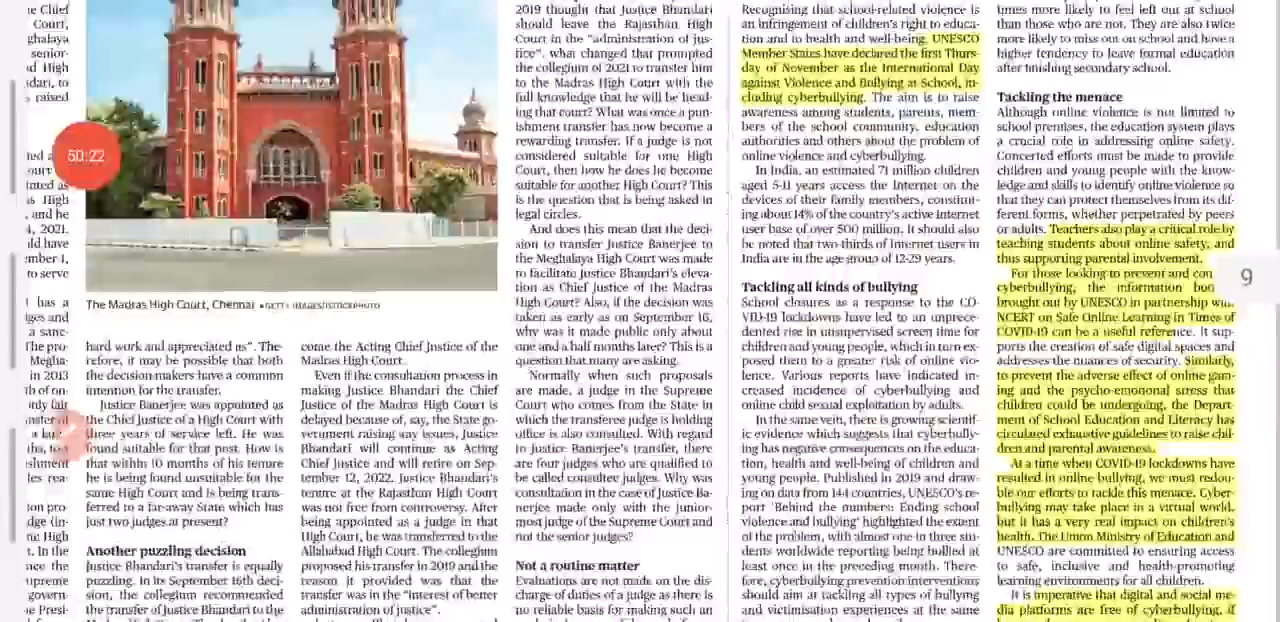 e Chief
Court,
ghalaya
senior-
d High
dari, to
raised
50:22
The Madras High Court, Chennai
hard work and appreciated as". The-
refore, it may be possible that both
the decision-makers have a common
intention for the transfer.
Justice Banerjee was appointed as
the Chief Justice of a High Court with
three years of service left. He was
found suitable for that post. How is
that within 10 months of his tenure
he is being found unsuitable for the
same High Court and is being trans-
ferred to a far-away State which has
just two judges at present?
Another puzzling decision
Justice Bhandari's transfer is equally
puzzling. In its September 16th deci-
sion, the collegium recommended
the transfer of Justice Bhandari to the
come the Acting Chief Justice of the
Madras High Court.
Even if the consultation process in
making Justice Bhandari the Chief
Justice of the Madras High Court is
delayed because of, say, the State go-
vernment raising any issues, Justice
Bhandari will continue as Acting
Chief Justice and will retire on Sep-
tember 12, 2022. Justice Bhandari's
tenure at the Rajasthan High Court
was not free from controversy. After
being appointed as a judge in that
High Court, he was transferred to the
Allahabad High Court. The collegium
proposed his transfer in 2019 and the
reason it provided was that the
transfer was in the "interest of better
administration of justice".
2019 thought that Justice Bhandari
should leave the Rajasthan High
Court in the "administration of jus-
tice", what changed that prompted
the collegium of 2021 to transfer him
to the Madras High Court with the
full knowledge that he will be head-
ing that court? What was once a pun-
ishment transfer has now become a
rewarding transfer. If a judge is not
considered suitable for one High
Court, then how does he become
suitable for another High Court? This
is the question that is being asked in
legal circles.
And does this mean that the deci-
sion to transfer Justice Banerjee to
the Meghalaya High Court was made
to facilitate Justice Bhandari's eleva-
tion as Chief Justice of the Madras
High Court? Also, if the decision was
taken as early as on September 16,
why was it made public only about
one and a half months later? This is a
question that many are asking.
Normally when such proposals
are made, a judge in the Supreme
Court who comes from the State in
which the transferee judge is holding
office is also consulted. With regard
to Justice Banerjee's transfer, there
are four judges who are qualified to
be called consultee judges. Why was
consultation in the case of Justice Ba-
nerjee made only with the junior-
most judge of the Supreme Court and
not the senior judges?
Not a routine matter
Evaluations are not made on the dis-
charge of duties of a judge as there is
no reliable basis for making such an
Recognising that school-related violence is
an infringement of children's right to educa-
tion and to health and well-being, UNESCO
Member States have declared the first Thurs-
day of November as the International Day
against Violence and Bullying at School, in-
cluding cyberbullying. The aim is to raise
awareness among students, parents, mem-
bers of the school community, education
authorities and others about the problem of
online violence and cyberbullying.
In India, an estimated 71 million children
aged 5-11 years access the Internet on the
devices of their family members, constitut-
ing about 14% of the country's active Internet
user base of over 500 million. It should also
be noted that two-thirds of Internet users in
India are in the age group of 12-29 years.
Tackling all kinds of bullying
School closures as a response to the CO-
VID-19 lockdowns have led to an unprece-
dented rise in unsupervised screen time for
children and young people, which in turn ex-
posed them to a greater risk of online vio-
lence. Various reports have indicated in-
creased incidence of cyberbullying and
online child sexual exploitation by adults.
In the same vein, there is growing scientif-
ic evidence which suggests that cyberbully-
ing has negative consequences on the educa-
tion, health and well-being of children and
young people. Published in 2019 and draw-
ing on data from 144 countries, UNESCO's re-
port 'Behind the numbers: Ending school
violence and bullying' highlighted the extent
of the problem, with almost one in three stu-
dents worldwide reporting being bullied at
least once in the preceding month. There-
fore, cyberbullying prevention interventions
should aim at tackling all types of bullying
and victimisation experiences at the same
times more likely to feel left out at school
than those who are not. They are also twice
more likely to miss out on school and have a
higher tendency to leave formal education
after finishing secondary school.
Tackling the menace
Although online violence is not limited to
school premises, the education system plays
a crucial role in addressing online safety.
Concerted efforts must be made to provide
children and young people with the know-
ledge and skills to identify online violence so
that they can protect themselves from its dif-
ferent forms, whether perpetrated by peers
or adults. Teachers also play a critical role by
teaching students about online safety, and
thus supporting parental involvement.
For those looking to prevent and con
cyberbullying, the information boo
brought out by UNESCO in partnership with
NCERT on Safe Online Learning in Times of
COVID-19 can be a useful reference. It sup-
ports the creation of safe digital spaces and
addresses the nuances of security. Similarly,
to prevent the adverse effect of online gam-
ing and the psycho-emotional stress that
children could be undergoing, the Depart-
ment of School Education and Literacy has
circulated exhaustive guidelines to raise chil-
dren and parental awareness.
At a time when COVID-19 lockdowns have
resulted in online bullying, we must redou-
ble our efforts to tackle this menace. Cyber-
bullying may take place in a virtual world,
but it has a very real impact on children's
health. The Union Ministry of Education and
UNESCO are committed to ensuring access
to safe, inclusive and health-promoting
learning environments for all children.
It is imperative that digital and social me-
dia platforms are free of cyberbullying, if
9